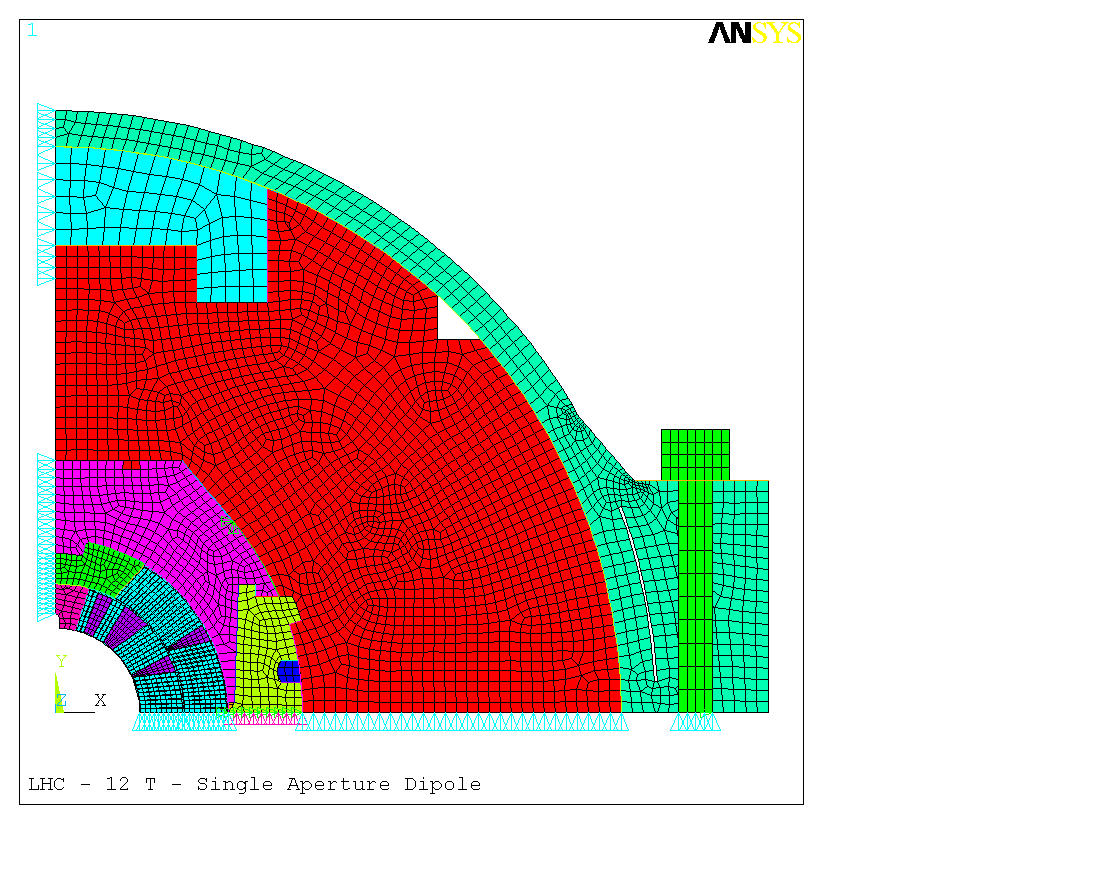 1
ANSYS
Y
Z X
LHC - 12 T - Single Aperture Dipole